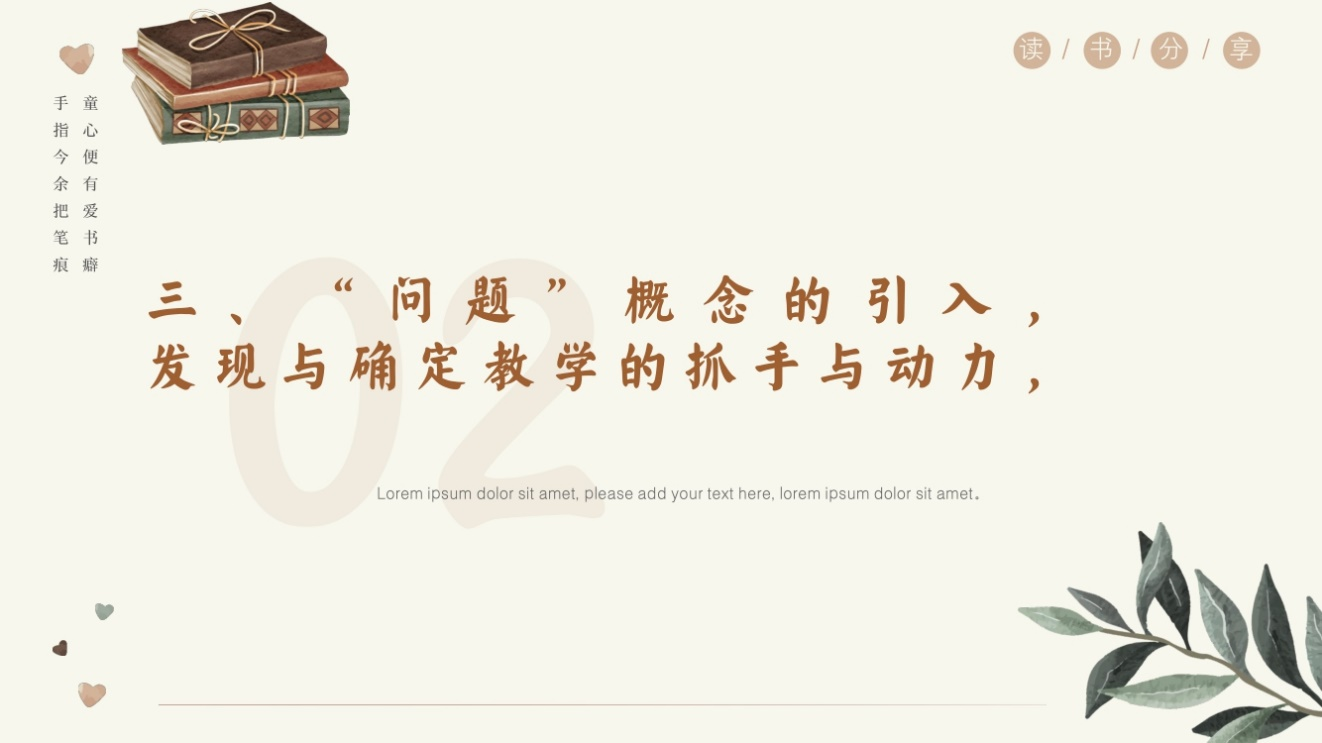 读/书/分/享
童心便有爱书癖
手指今余把笔痕
02
三、“问题”概念的引入，
发现与确定教学的抓手与动力，
Lorem ipsum dolor sit amet, please add your text here, lorem ipsum dolor sit amet.